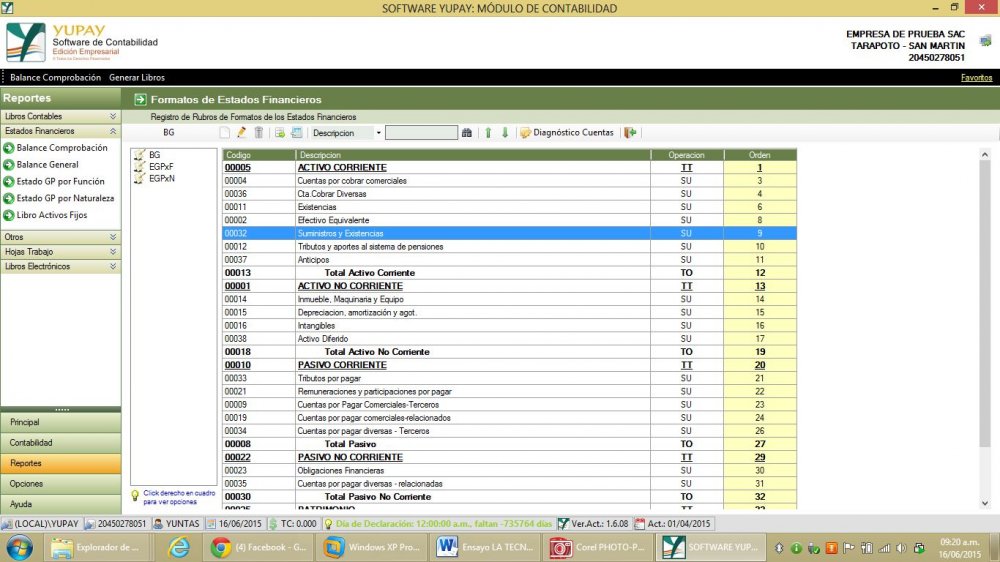 SOFTWARE YUPAY: MÓDULO DE CONTABILIDAD
YUPAY
Software de Contabilidad
Edición Empresarial
EMPRESA DE PRUEBA SAC
TARAPOTO - SAN MARTIN
20450278051
Balance Comprobación Generar Libros
Favoritos
Reportes
Formatos de Estados Financieros
Libros Contables
Registro de Rubros de Formatos de los Estados Financieros
Estados Financieros
BG
Descripcion
Diagnóstico Cuentas
Balance Comprobación
Balance General
Estado GP por Función
Estado GP por Naturaleza
Libro Activos Fijos
Otros
Hojas Trabajo
Libros Electrónicos
BG
EGPxF
EGPxN
Codigo Descripcion Operacion Orden
00005 ACTIVO CORRIENTE TT 1
00004 Cuentas por cobrar comerciales SU 3
00036 Cta.Cobrar Diversas SU 4
00011 Existencias SU 6
00002 Efectivo Equivalente SU 8
00032 Suministros y Existencias SU 9
00012 Tributos y aportes al sistema de pensiones SU 10
00037 Anticipos SU 11
00013 Total Activo Corriente TO 12
00001 ACTIVO NO CORRIENTE TT 13
00014 Inmueble, Maquinaria y Equipo SU 14
00015 Depreciacion, amortización y agot. SU 15
00016 Intangibles SU 16
00038 Activo Diferido SU 17
00018 Total Activo No Corriente TO 19
00010 PASIVO CORRIENTE TT 20
00033 Tributos por pagar SU 21
00021 Remuneraciones y participaciones por pagar SU 22
00009 Cuentas por Pagar Comerciales-Terceros SU 23
00019 Cuentas por pagar comerciales-relacionados SU 24
00034 Cuentas por pagar diversas - Terceros SU 26
00008 Total Pasivo TO 27
00022 PASIVO NO CORRIENTE TT 29
00023 Obligaciones Financieras SU 30
00035 Cuentas por pagar diversas - relacionadas SU 31
00030 Total Pasivo No Corriente TO 32
00025 PATRIMONIO TT 33
Principal
Contabilidad
Reportes
Opciones
Ayuda
Click derecho en cuadro
para ver opciones
(LOCAL)\YUPAY 20450278051 YUNTAS 16/06/2015 TC: 0.000 Día de Declaración: 12:00:00 a.m., faltan -735764 días Ver.Act.: 1.6.08 Act.: 01/04/2015
Explorador de ... (4) Facebook - G... Windows XP Pro... Ensayo LA TECN... Corel PHOTO-P... SOFTWARE YUP...
09:20 a.m.
16/06/2015